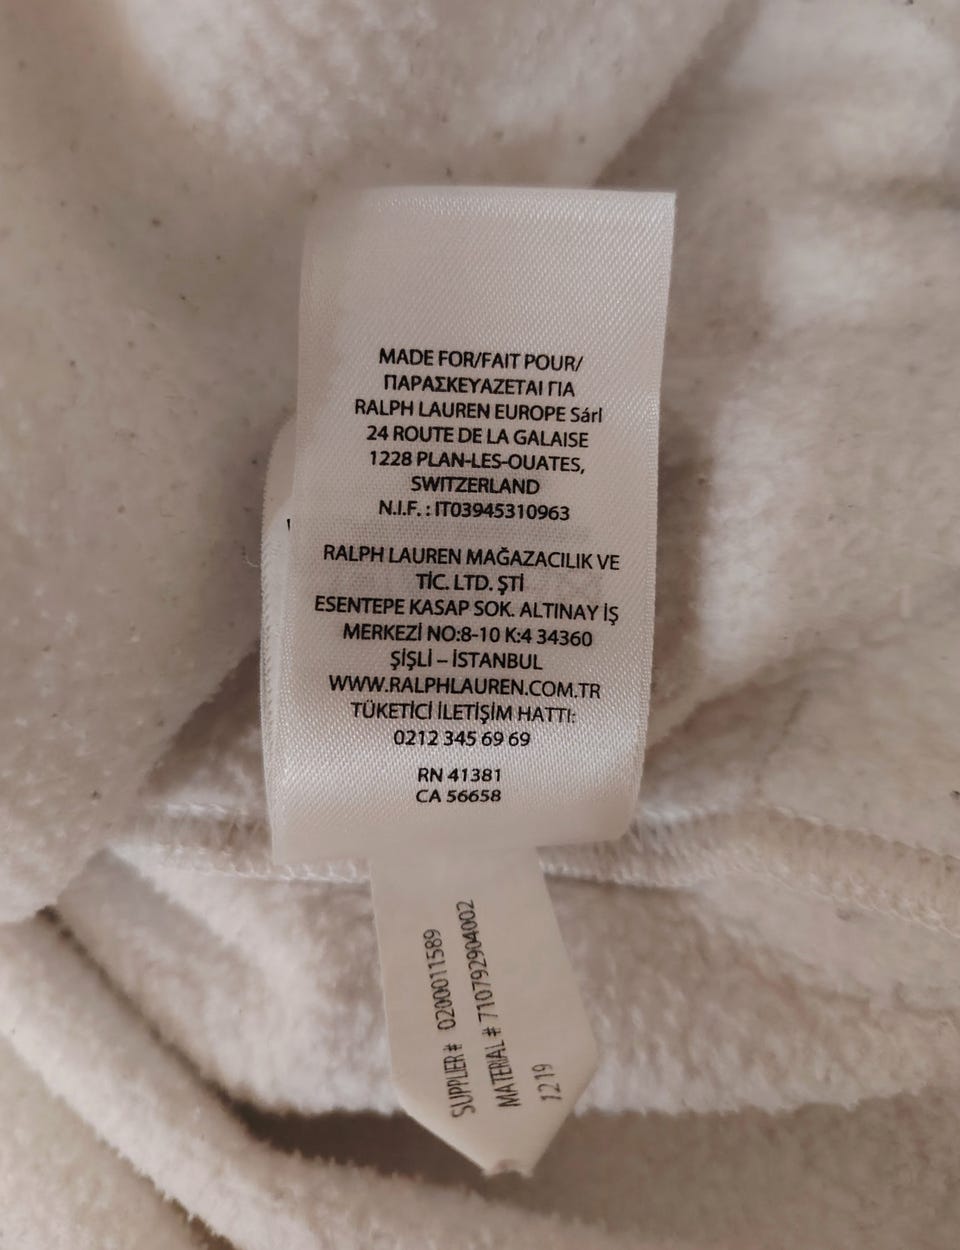 MADE FOR/FAIT POUR/
ΠΑΡΑΣΚΕΥΑΖΕΤΑΙ ΓΙΑ
RALPH LAUREN EUROPE Sárl
24 ROUTE DE LA GALAISE
1228 PLAN-LES-OUATES,
SWITZERLAND
N.I.F. : IT03945310963
RALPH LAUREN MAĞAZACILIK VE
TİC. LTD. ŞTİ
ESENTEPE KASAP SOK. ALTINAY İŞ
MERKEZİ NO:8-10 K:4 34360
ŞİŞLİ – İSTANBUL
WWW.RALPHLAUREN.COM.TR
TÜKETİCİ İLETİŞİM HATTI:
0212 345 69 69
RN 41381
CA 56658
SUPPLIER# 0200011589
MATERIAL # 710792904002
1219